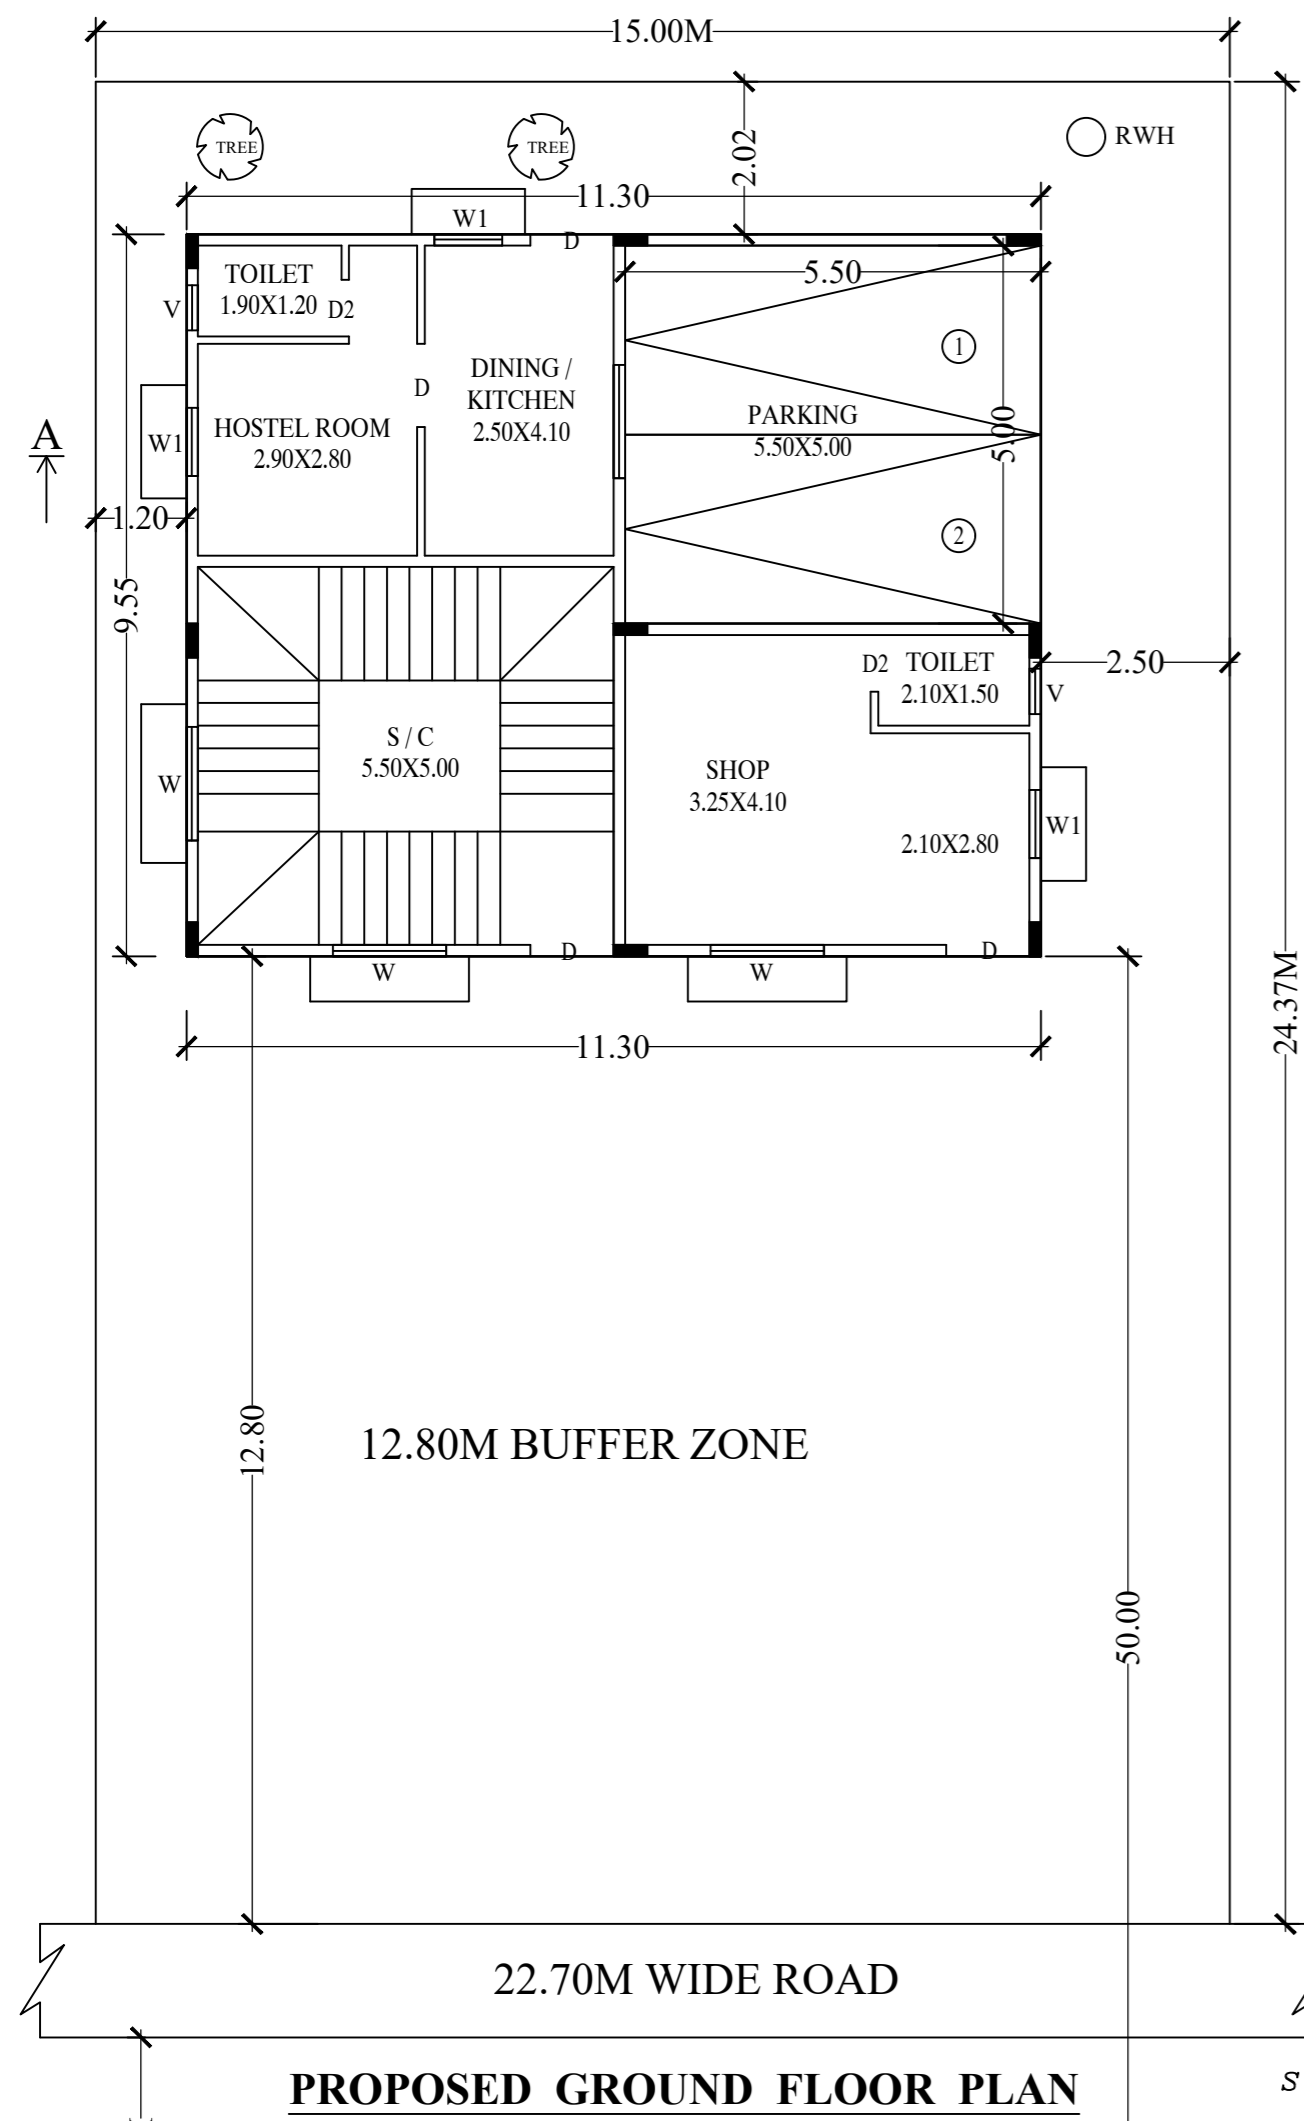 15.00M
TREE
TREE
2.02
RWH
11.30
W1
D
TOILET
1.90X1.20
V
D2
5.50
1
DINING /
KITCHEN
2.50X4.10
D
PARKING
5.50X5.00
5.00
HOSTEL ROOM
2.90X2.80
W1
A
1.20
2
9.55
D2
TOILET
2.10X1.50
V
2.50
S / C
5.50X5.00
W
SHOP
3.25X4.10
2.10X2.80
W1
D
D
W
W
11.30
24.37M
12.80
12.80M BUFFER ZONE
50.00
22.70M WIDE ROAD
PROPOSED GROUND FLOOR PLAN
S